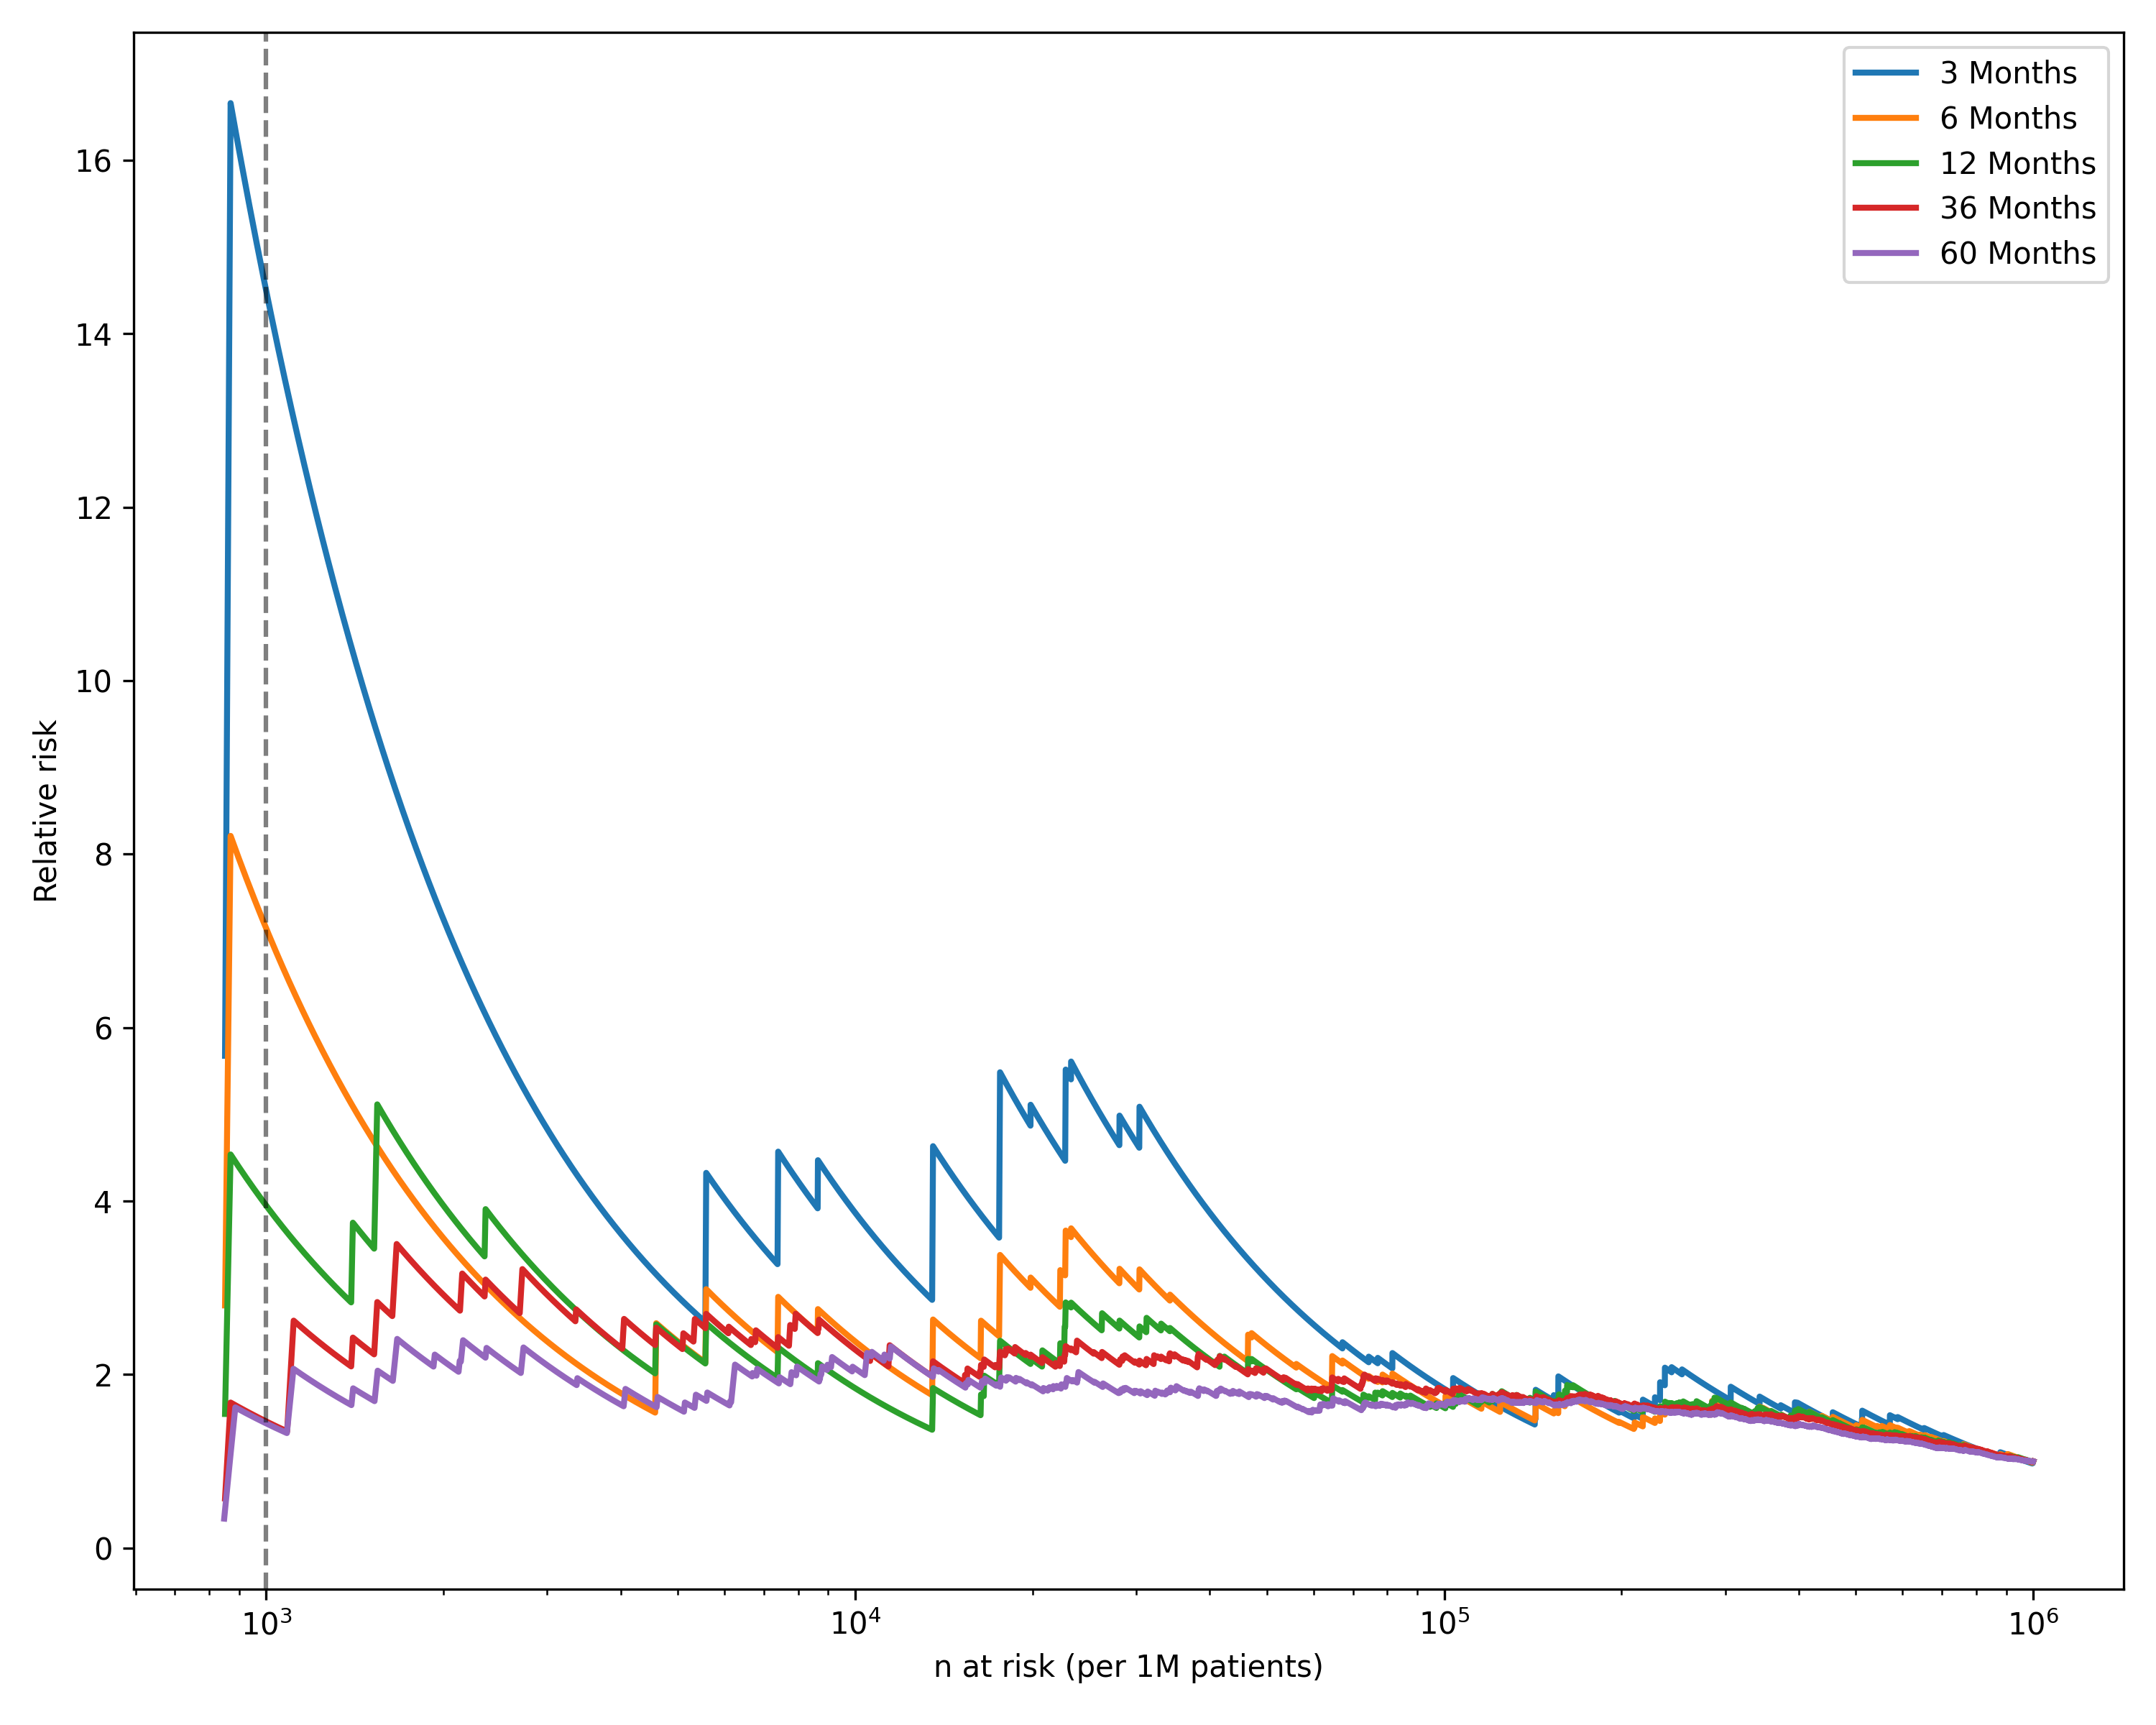 3 Months
6 Months
12 Months
36 Months
60 Months
16
14
12
10
8
6
4
2
0
Relative risk
10³ 10⁴ 10⁵ 10⁶
n at risk (per 1M patients)